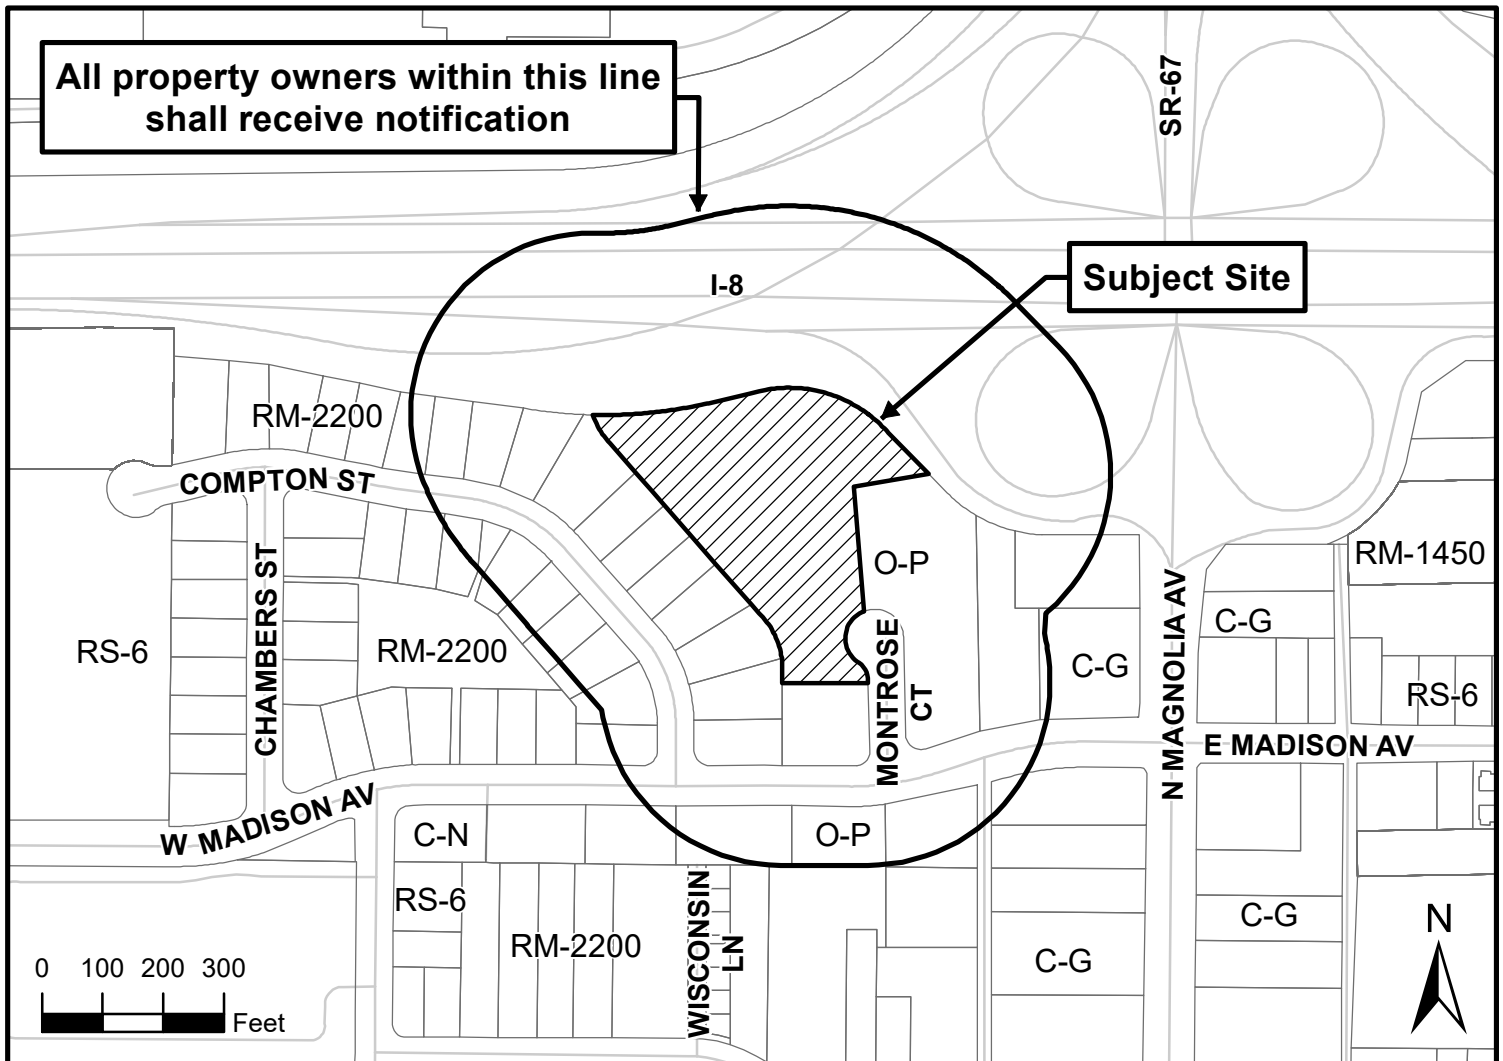 All property owners within this line
shall receive notification
SR-67
Subject Site
I-8
RM-2200
COMPTON ST
CHAMBERS ST
O-P
RM-1450
N MAGNOLIA AV
C-G
RS-6
RM-2200
MONTROSE
CT
C-G
RS-6
E MADISON AV
W MADISON AV
C-N
O-P
RS-6
RM-2200
WISCONSIN
LN
C-G
C-G
N
0 100 200 300
Feet